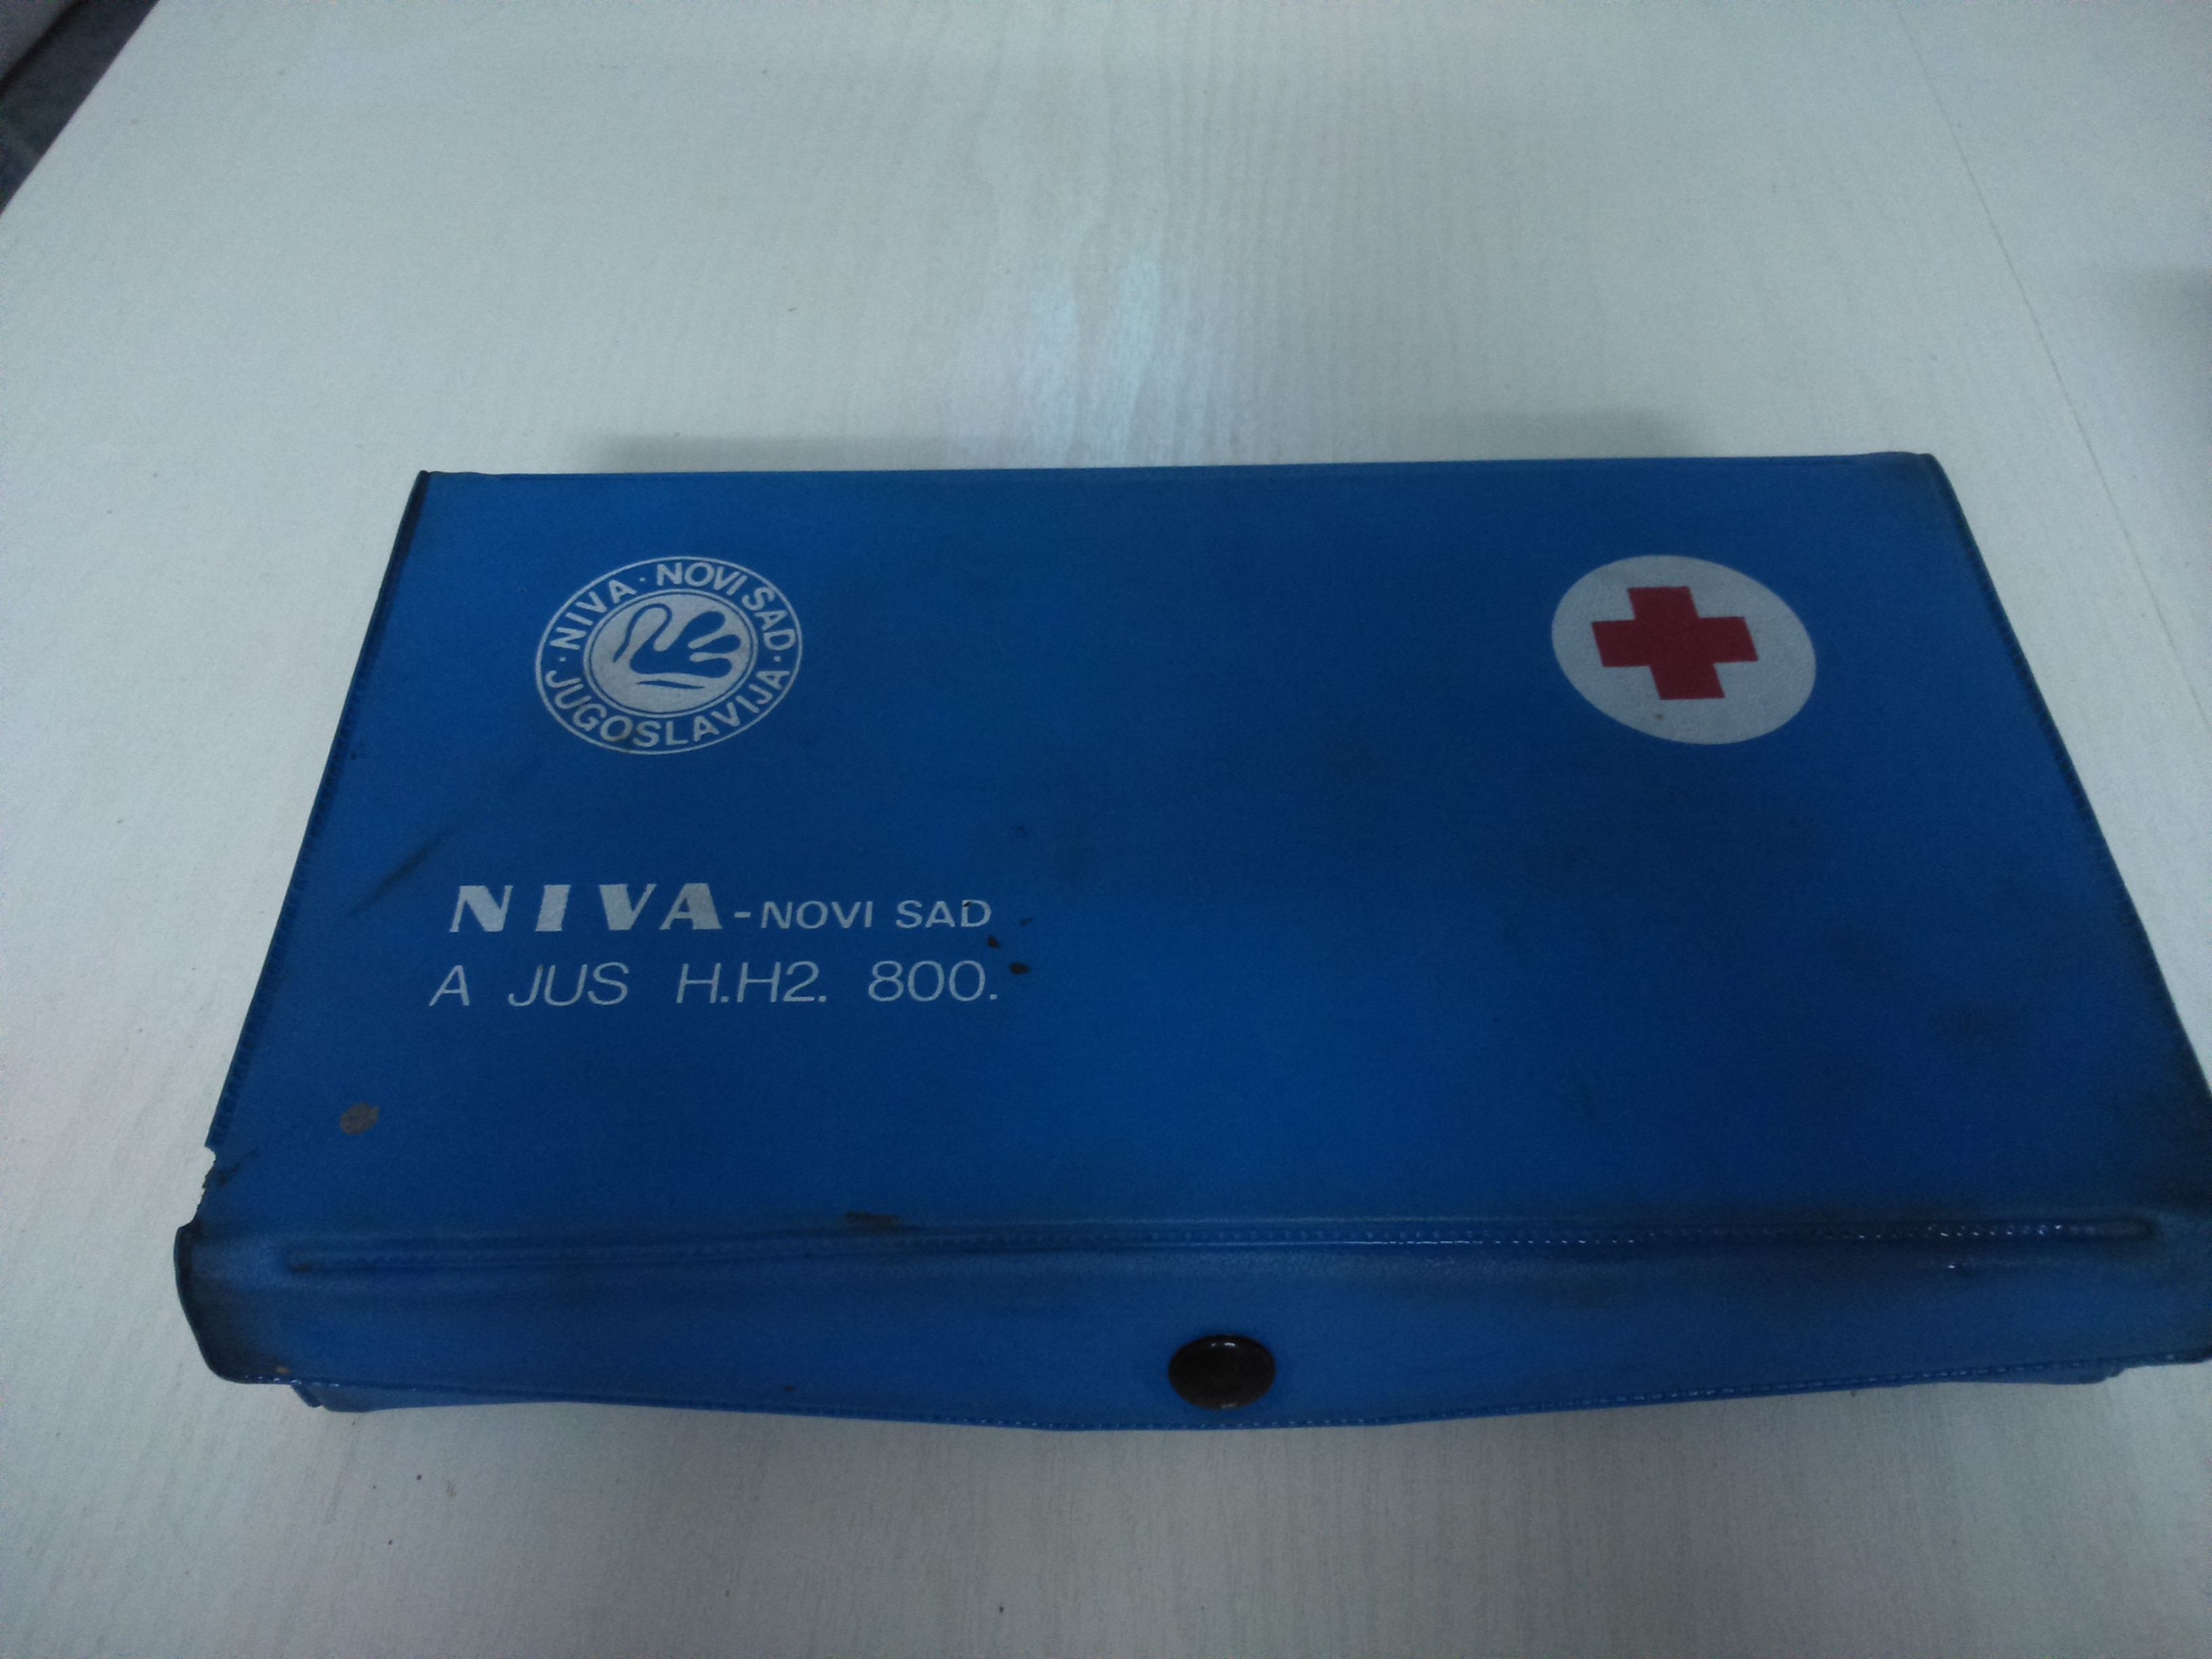 NIVA · NOVI SAD · JUGOSLAVIJA ·
NIVA - NOVI SAD
A JUS H.H2. 800.